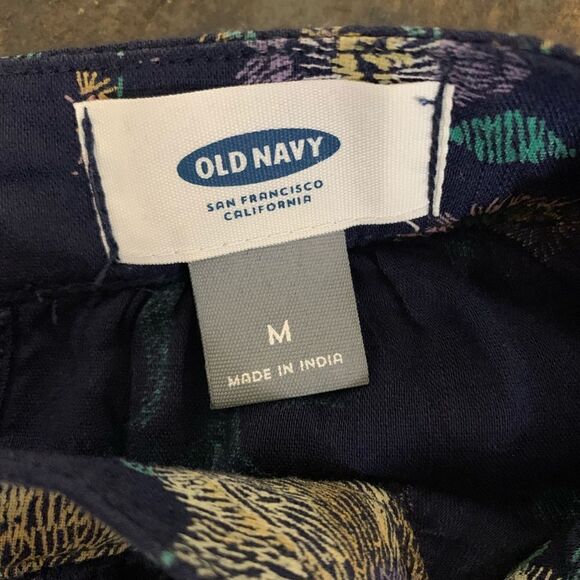 OLD NAVY
SAN FRANCISCO
CALIFORNIA
M
MADE IN INDIA